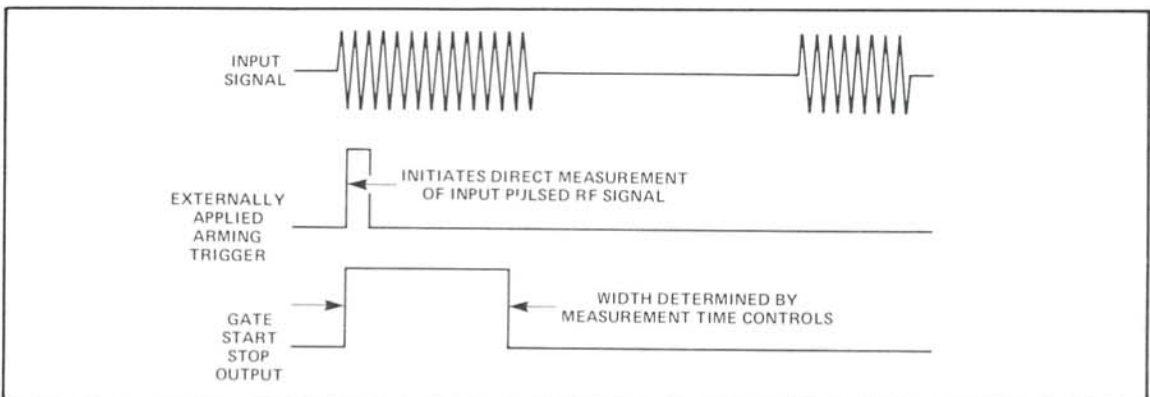 INPUT
SIGNAL
INITIATES DIRECT MEASUREMENT
OF INPUT PULSED RF SIGNAL
EXTERNALLY
APPLIED
ARMING
TRIGGER
WIDTH DETERMINED BY
MEASUREMENT TIME CONTROLS
GATE
START
STOP
OUTPUT